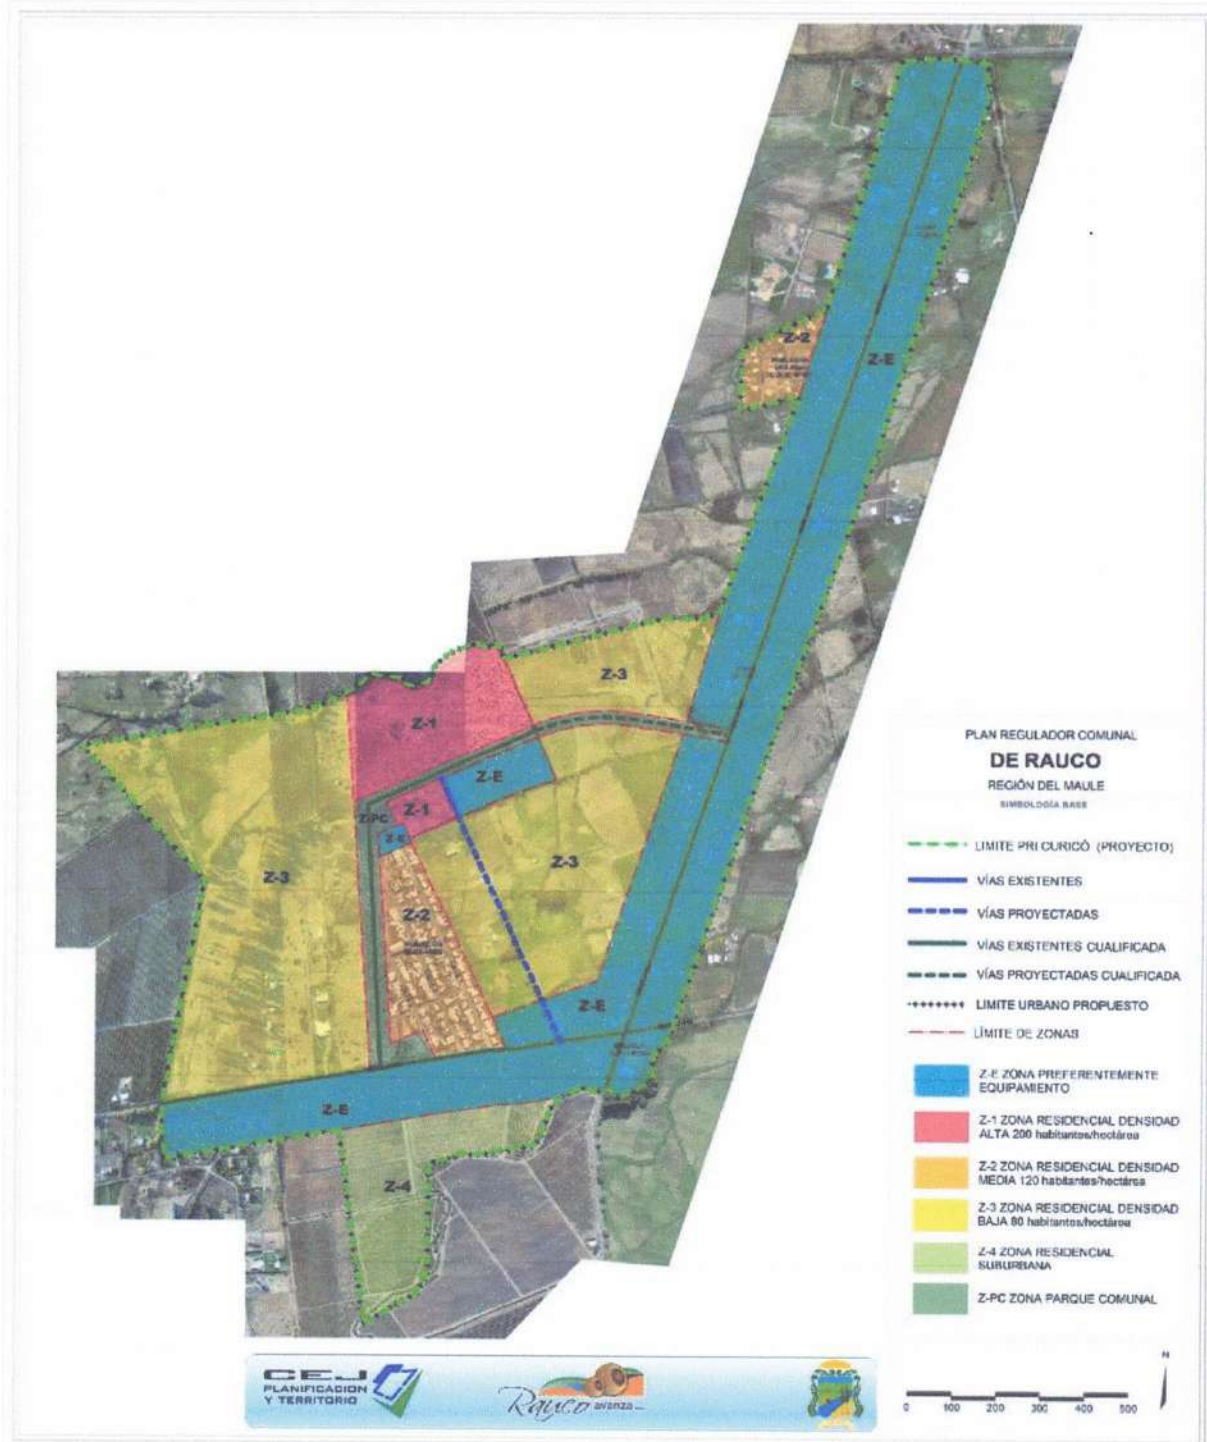 Z-2
Z-E
Z-3
Z-1
Z-E
Z-1
Z-PC
Z-E
Z-3
Z-3
Z-2
Z-E
Z-E
Z-4
PLAN REGULADOR COMUNAL
DE RAUCO
REGIÓN DEL MAULE
SIMBOLOGÍA BASE
LIMITE PRI CURICÓ (PROYECTO)
VÍAS EXISTENTES
VÍAS PROYECTADAS
VÍAS EXISTENTES CUALIFICADA
VÍAS PROYECTADAS CUALIFICADA
LIMITE URBANO PROPUESTO
LÍMITE DE ZONAS
Z-E ZONA PREFERENTEMENTE
EQUIPAMIENTO
Z-1 ZONA RESIDENCIAL DENSIDAD
ALTA 200 habitantes/hectárea
Z-2 ZONA RESIDENCIAL DENSIDAD
MEDIA 120 habitantes/hectárea
Z-3 ZONA RESIDENCIAL DENSIDAD
BAJA 80 habitantes/hectárea
Z-4 ZONA RESIDENCIAL
SUBURBANA
Z-PC ZONA PARQUE COMUNAL
CEJ
PLANIFICACION
Y TERRITORIO
Rauco avanza...
N
0 100 200 300 400 500